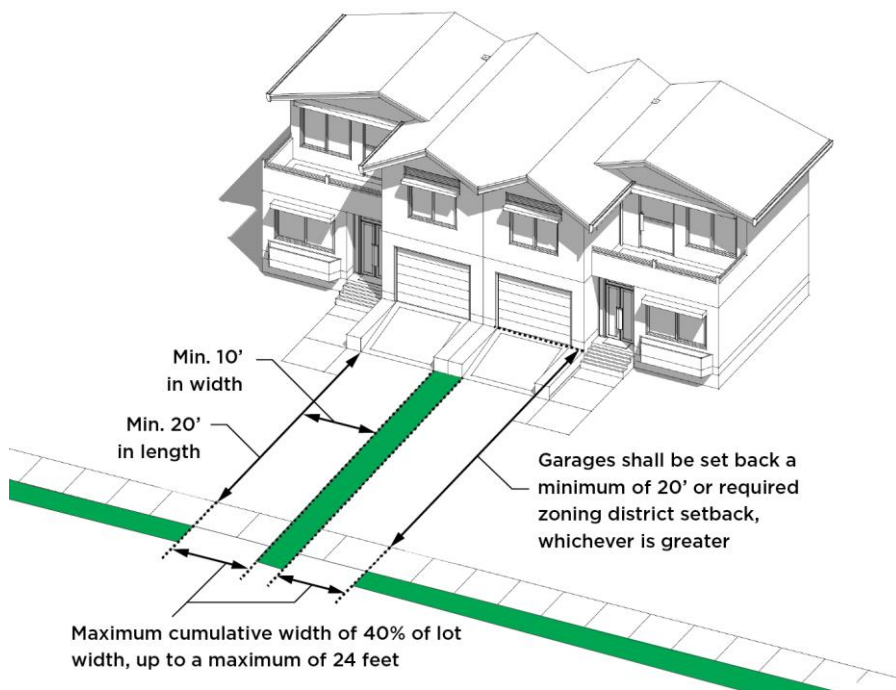 Min. 10’
in width
Min. 20’
in length
Garages shall be set back a
minimum of 20’ or required
zoning district setback,
whichever is greater
Maximum cumulative width of 40% of lot
width, up to a maximum of 24 feet